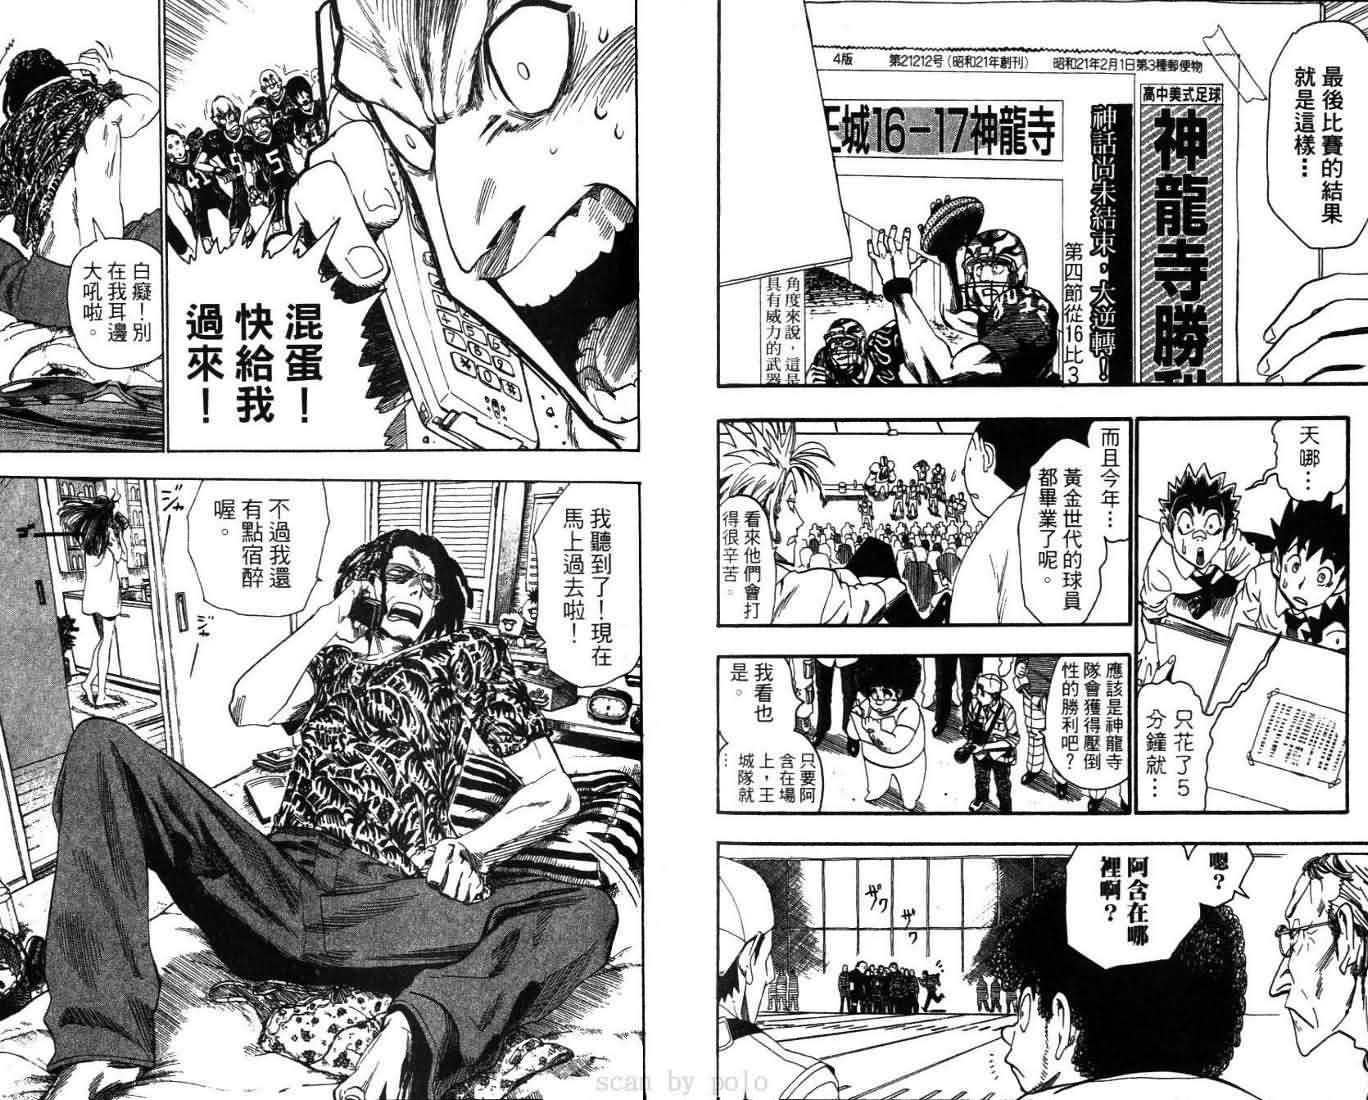 最後比賽的結果
就是這樣…
4版
第21212号(昭和21年創刊)
昭和21年2月1日第3種郵便物
高中美式足球
神龍寺勝利
神話尚未結束，大逆轉！
第四節從16比3
王城16-17神龍寺
角度來說，這是
具有威力的武器
天哪…
只花了5
分鐘就…
而且今年…
黃金世代的球員
都畢業了呢。
看來他們會打
得很辛苦。
應該是神龍寺
隊會獲得壓倒
性的勝利吧？
我看也
是。
只要阿
含在場
上，王
城隊就
…
嗯？
阿含在哪
裡啊？
ザワ
ザワ
混蛋！
快給我
過來！
白癡！別
在我耳邊
大吼啦。
我聽到了！現在
馬上過去啦！
不過我還
有點宿醉
喔。
scan by polo